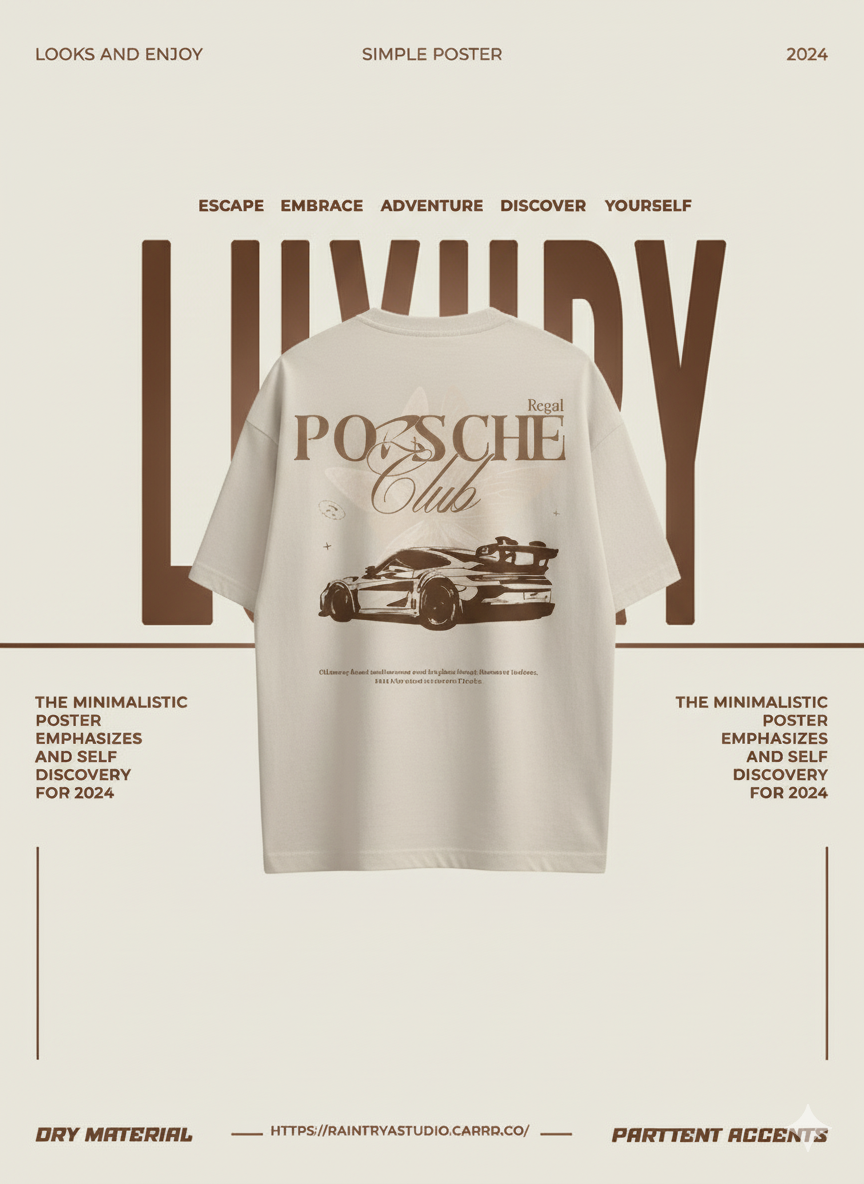 LOOKS AND ENJOY
SIMPLE POSTER
2024
ESCAPE EMBRACE ADVENTURE DISCOVER YOURSELF
LUXURY
Regal
PORSCHE
Club
THE MINIMALISTIC
POSTER
EMPHASIZES
AND SELF
DISCOVERY
FOR 2024
THE MINIMALISTIC
POSTER
EMPHASIZES
AND SELF
DISCOVERY
FOR 2024
DRY MATERIAL
HTTPS://RAINTRYASTUDIO.CARRD.CO/
PARTTENT ACCENTS